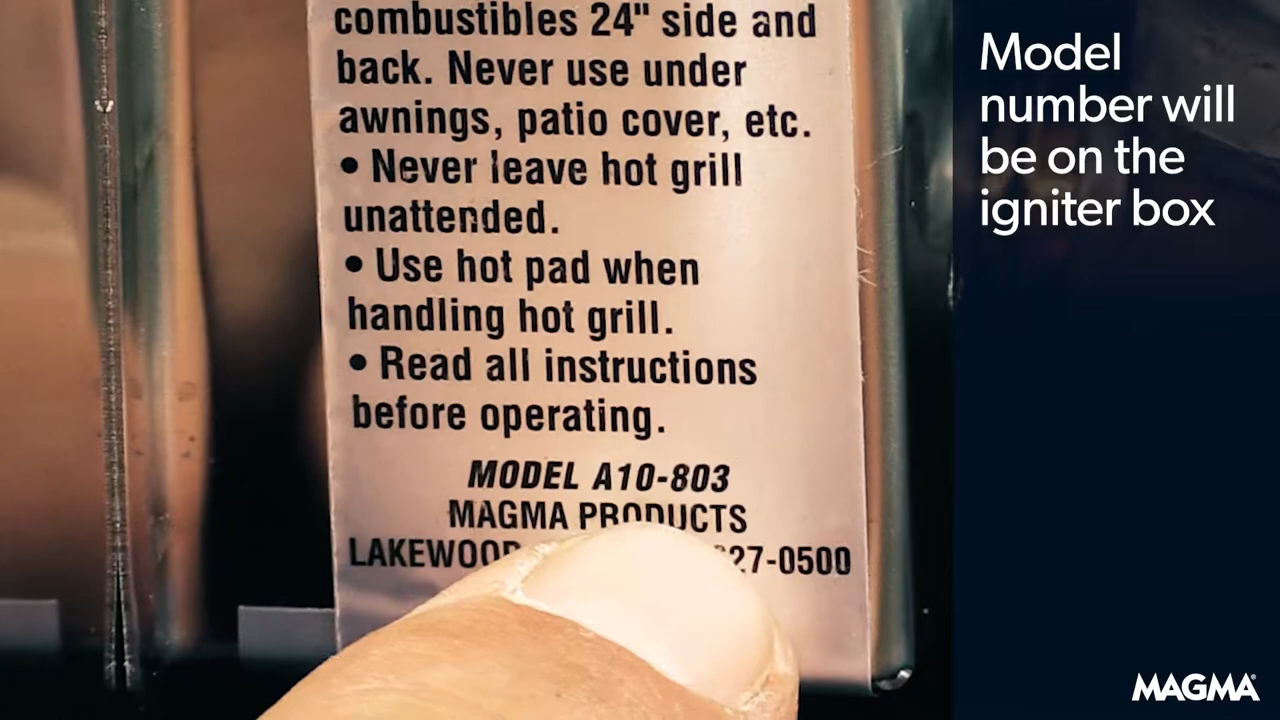 combustibles 24" side and
back. Never use under
awnings, patio cover, etc.
• Never leave hot grill
unattended.
• Use hot pad when
handling hot grill.
• Read all instructions
before operating.
MODEL A10-803
MAGMA PRODUCTS
27-0500
Model
number will
be on the
igniter box
MAGMA®